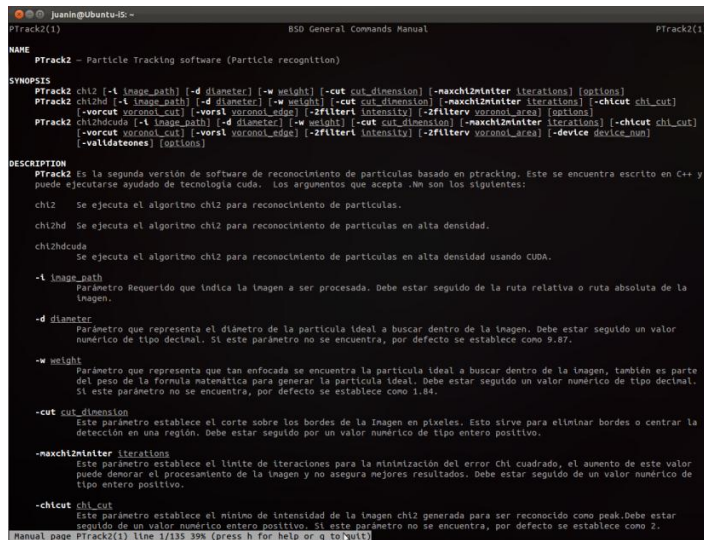 juanin@Ubuntu-i5: ~
PTrack2(1) BSD General Commands Manual PTrack2(1
NAME
PTrack2 — Particle Tracking software (Particle recognition)
SYNOPSIS
PTrack2 chi2 [-i image_path] [-d diameter] [-w weight] [-cut cut_dimension] [-maxchi2miniter iterations] [options]
PTrack2 chi2hd [-i image_path] [-d diameter] [-w weight] [-cut cut_dimension] [-maxchi2miniter iterations] [-chicut chi_cut]
[-vorcut voronoi_cut] [-vorsl voronoi_edge] [-2filteri intensity] [-2filterv voronoi_area] [options]
PTrack2 chi2hdcuda [-i image_path] [-d diameter] [-w weight] [-cut cut_dimension] [-maxchi2miniter iterations] [-chicut chi_cut]
[-vorcut voronoi_cut] [-vorsl voronoi_edge] [-2filteri intensity] [-2filterv voronoi_area] [-device device_num]
[-validateones] [options]
DESCRIPTION
PTrack2 Es la segunda versión de software de reconocimiento de particulas basado en ptracking. Este se encuentra escrito en C++ y
puede ejecutarse ayudado de tecnologia cuda. Los argumentos que acepta .Nm son los siguientes:
chi2 Se ejecuta el algoritmo chi2 para reconocimiento de particulas.
chi2hd Se ejecuta el algoritmo chi2 para reconocimiento de particulas en alta densidad.
chi2hdcuda
Se ejecuta el algoritmo chi2 para reconocimiento de particulas en alta densidad usando CUDA.
-i image_path
Parámetro Requerido que indica la imagen a ser procesada. Debe estar seguido de la ruta relativa o ruta absoluta de la
imagen.
-d diameter
Parámetro que representa el diámetro de la particula ideal a buscar dentro de la imagen. Debe estar seguido un valor
numérico de tipo decimal. Si este parámetro no se encuentra, por defecto se establece como 9.87.
-w weight
Parámetro que representa que tan enfocada se encuentra la particula ideal a buscar dentro de la imagen, también es parte
del peso de la formula matemática para generar la particula ideal. Debe estar seguido un valor numérico de tipo decimal.
Si este parámetro no se encuentra, por defecto se establece como 1.84.
-cut cut_dimension
Este parámetro establece el corte sobre los bordes de la Imagen en pixeles. Esto sirve para eliminar bordes o centrar la
detección en una región. Debe estar seguido por un valor numérico de tipo entero positivo.
-maxchi2miniter iterations
Este parámetro establece el limite de iteraciones para la minimización del error Chi cuadrado, el aumento de este valor
puede demorar el procesamiento de la imagen y no asegura mejores resultados. Debe estar seguido de un valor numérico de
tipo entero positivo.
-chicut chi_cut
Este parámetro establece el minimo de intensidad de la imagen chi2 generada para ser reconocido como peak.Debe estar
seguido de un valor numérico entero positivo. Si este parámetro no se encuentra, por defecto se establece como 2.
Manual page PTrack2(1) line 1/135 39% (press h for help or q to quit)